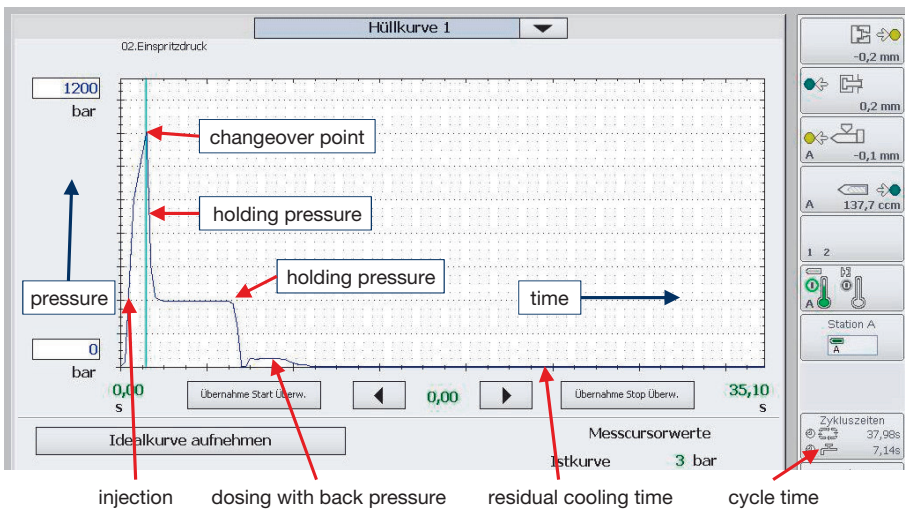 Hüllkurve 1
02.Einspritzdruck
1200
bar
changeover point
holding pressure
holding pressure
pressure
time
0
bar
0,00
s
Übernahme Start Überw.
0,00
Übernahme Stop Überw.
35,10
s
Idealkurve aufnehmen
Messcursorwerte
Istkurve 3 bar
-0,2 mm
0,2 mm
A -0,1 mm
A 137,7 ccm
1 2
A
Station A
A
Zykluszeiten
37,98s
7,14s
injection
dosing with back pressure
residual cooling time
cycle time